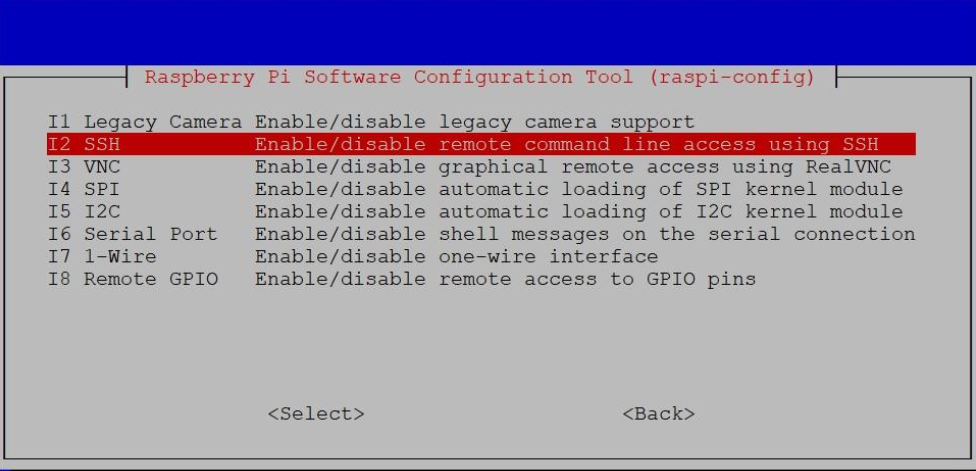 Raspberry Pi Software Configuration Tool (raspi-config)
I1 Legacy Camera Enable/disable legacy camera support
I2 SSH Enable/disable remote command line access using SSH
I3 VNC Enable/disable graphical remote access using RealVNC
I4 SPI Enable/disable automatic loading of SPI kernel module
I5 I2C Enable/disable automatic loading of I2C kernel module
I6 Serial Port Enable/disable shell messages on the serial connection
I7 1-Wire Enable/disable one-wire interface
I8 Remote GPIO Enable/disable remote access to GPIO pins
<Select> <Back>